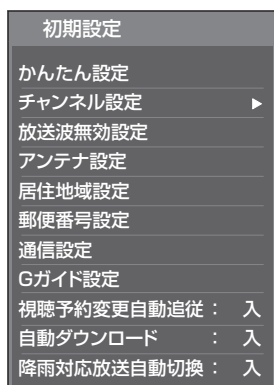 初期設定
かんたん設定
チャンネル設定 ▶
放送波無効設定
アンテナ設定
居住地域設定
郵便番号設定
通信設定
Gガイド設定
視聴予約変更自動追従： 入
自動ダウンロード ： 入
降雨対応放送自動切換： 入